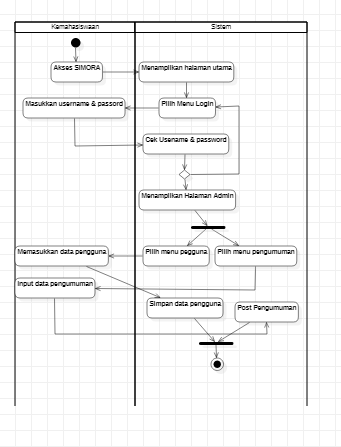 Kemahasiswaan
Sistem
Akses SIMORA
Menampilkan halaman utama
Masukkan username & passord
Pilih Menu Login
Cek Usename & password
Menampilkan Halaman Admin
Memasukkan data pengguna
Pilih menu pegguna
Pilih menu pengumuman
Input data pengumuman
Simpan data pengguna
Post Pengumuman